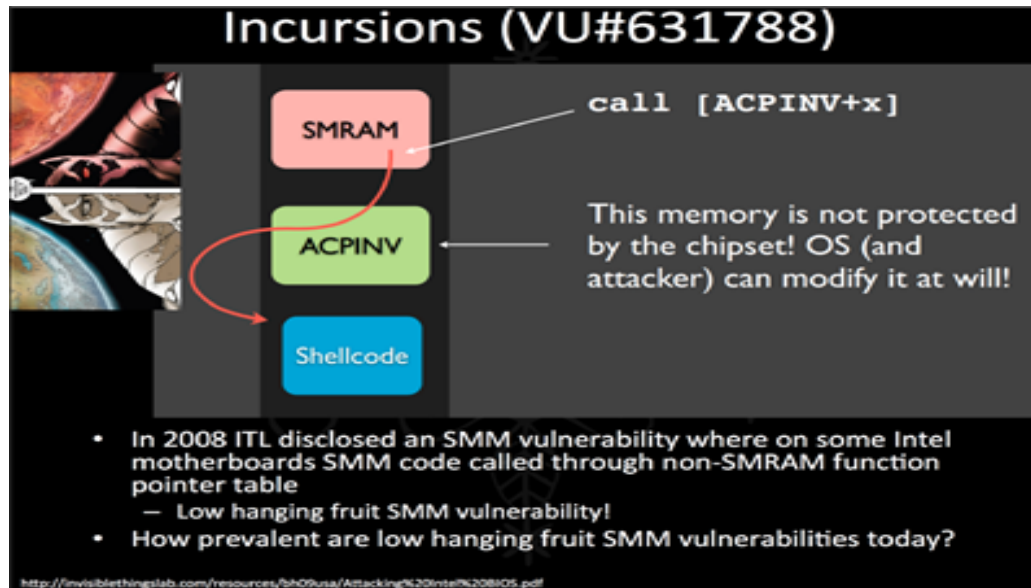 Incursions (VU#631788)
SMRAM
call [ACPINV+x]
ACPINV
This memory is not protected
by the chipset! OS (and
attacker) can modify it at will!
Shellcode
• In 2008 ITL disclosed an SMM vulnerability where on some Intel
motherboards SMM code called through non-SMRAM function
pointer table
– Low hanging fruit SMM vulnerability!
• How prevalent are low hanging fruit SMM vulnerabilities today?
http://invisiblethingslab.com/resources/bh09usa/Attacking%20Intel%20BIOS.pdf